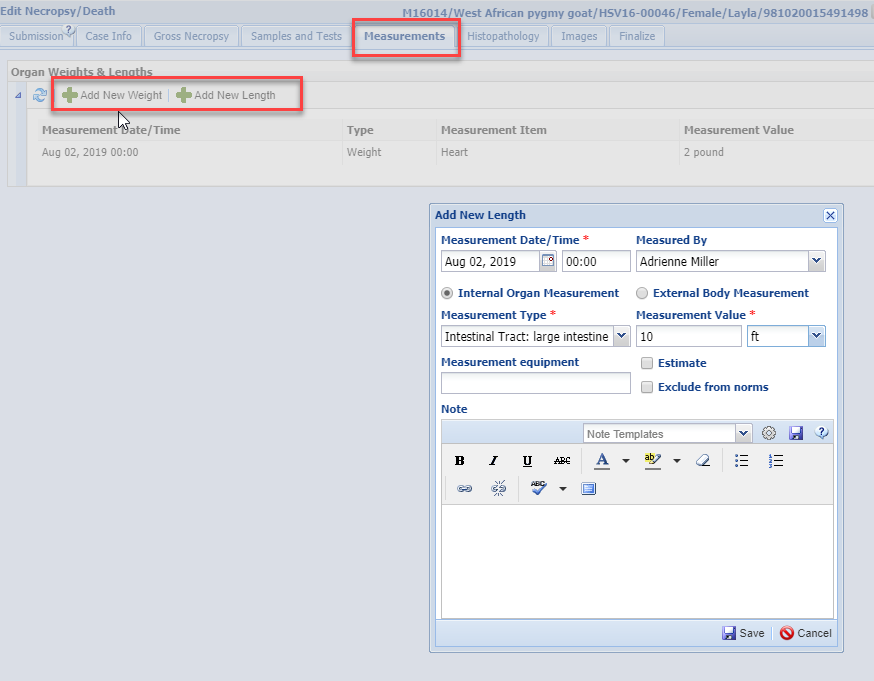 Edit Necropsy/Death
M16014/West African pygmy goat/HSV16-00046/Female/Layla/981020015491498
Submission ? Case Info Gross Necropsy Samples and Tests Measurements Histopathology Images Finalize
Organ Weights & Lengths
Add New Weight Add New Length
Measurement Date/Time Type Measurement Item Measurement Value
Aug 02, 2019 00:00 Weight Heart 2 pound
Add New Length
Measurement Date/Time * Measured By
Aug 02, 2019 00:00 Adrienne Miller
Internal Organ Measurement External Body Measurement
Measurement Type * Measurement Value *
Intestinal Tract: large intestine 10 ft
Measurement equipment Estimate
Exclude from norms
Note
Note Templates ?
B I U ABC A ab
ABC
Save Cancel